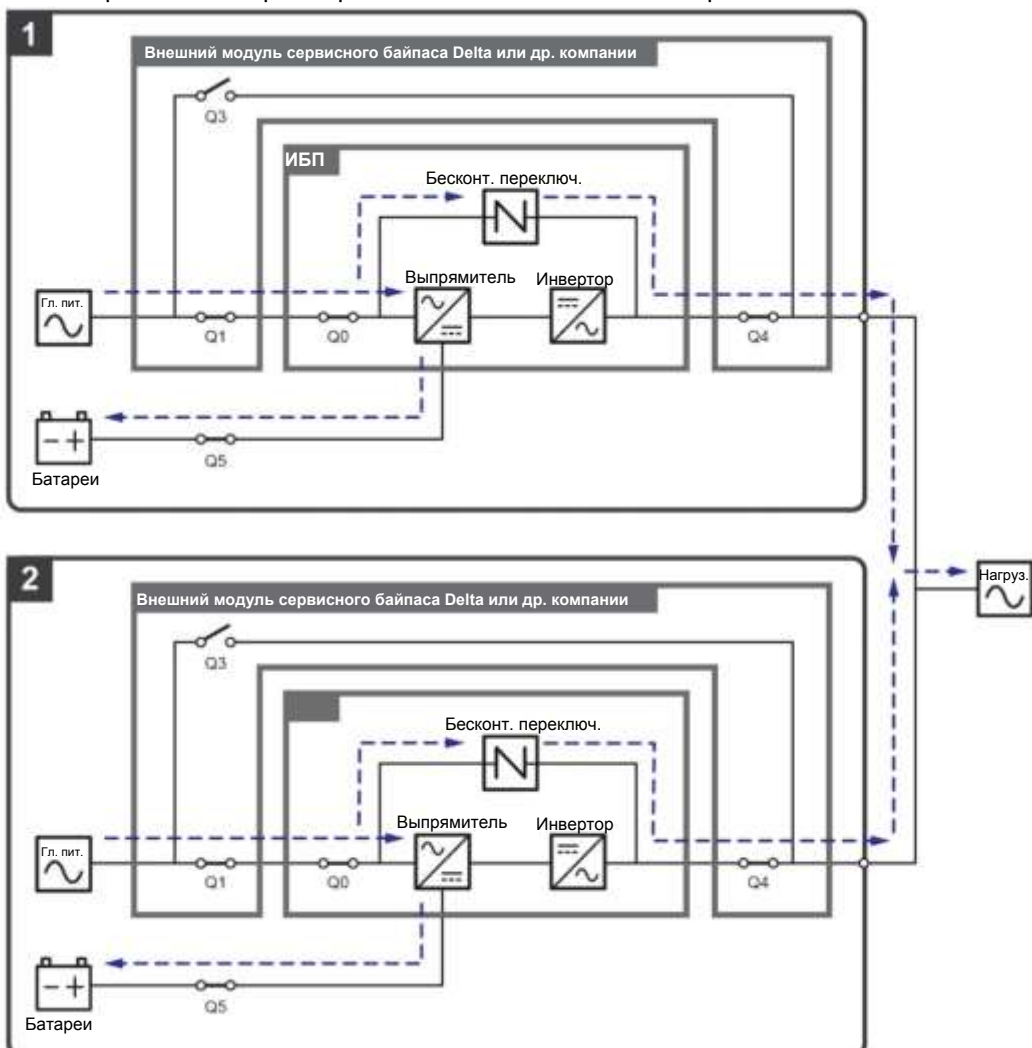 1
Внешний модуль сервисного байпаса Delta или др. компании
Q3
ИБП
Бесконт. переключ.
Выпрямитель
Инвертор
Гл. пит.
Q1
Q0
Q4
Q5
Батареи
2
Внешний модуль сервисного байпаса Delta или др. компании
Q3
Бесконт. переключ.
Нагруз.
Выпрямитель
Инвертор
Гл. пит.
Q1
Q0
Q4
Q5
Батареи